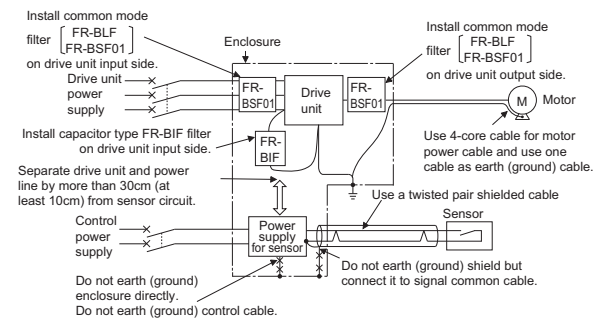 Install common mode
filter [FR-BLF
FR-BSF01]
on drive unit input side.
Enclosure
Install common mode
filter [FR-BLF
FR-BSF01]
on drive unit output side.
Drive unit
power
supply
FR-
BSF01
Drive
unit
FR-
BSF01
M
Motor
Install capacitor type FR-BIF filter
on drive unit input side.
FR-
BIF
Use 4-core cable for motor
power cable and use one
cable as earth (ground) cable.
Separate drive unit and power
line by more than 30cm (at
least 10cm) from sensor circuit.
Use a twisted pair shielded cable
Control
power
supply
Power
supply
for sensor
Sensor
Do not earth (ground)
enclosure directly.
Do not earth (ground) control cable.
Do not earth (ground) shield but
connect it to signal common cable.